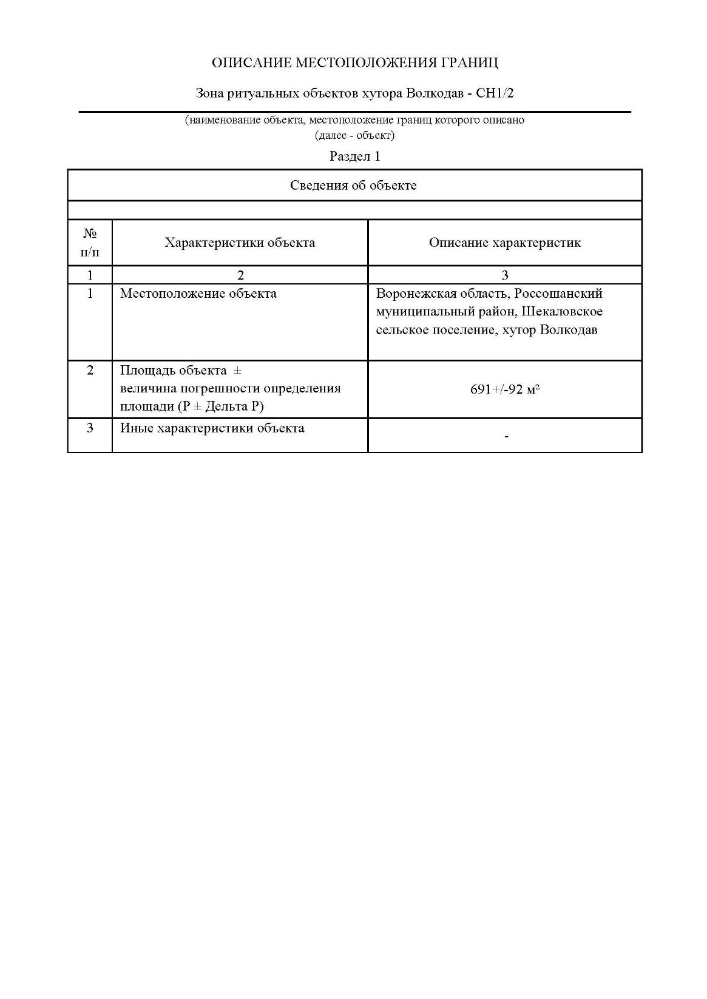 ОПИСАНИЕ МЕСТОПОЛОЖЕНИЯ ГРАНИЦ
Зона ритуальных объектов хутора Волкодав - СН1/2
(наименование объекта, местоположение границ которого описано
(далее - объект)
Раздел 1
Сведения об объекте
№
п/п
Характеристики объекта
Описание характеристик
1
2
3
1
Местоположение объекта
Воронежская область, Россошанский
муниципальный район, Шекаловское
сельское поселение, хутор Волкодав
2
Площадь объекта ±
величина погрешности определения
площади (Р ± Дельта Р)
691+/-92 м²
3
Иные характеристики объекта
-